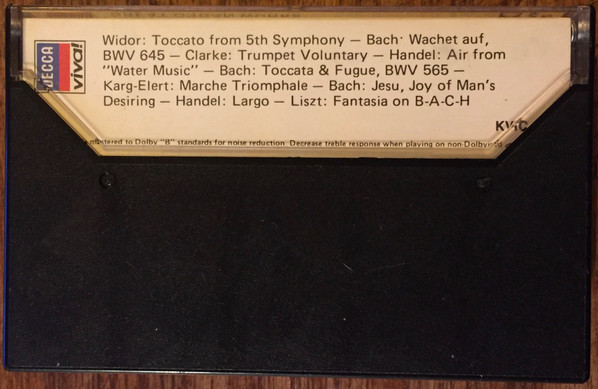 DECCA
viva!
Widor: Toccato from 5th Symphony — Bach: Wachet auf,
BWV 645 — Clarke: Trumpet Voluntary — Handel: Air from
"Water Music" — Bach: Toccata & Fugue, BWV 565 —
Karg-Elert: Marche Triomphale — Bach: Jesu, Joy of Man's
Desiring — Handel: Largo — Liszt: Fantasia on B-A-C-H
to Dolby "B" standards for noise reduction. Decrease treble response when playing on non-Dolby